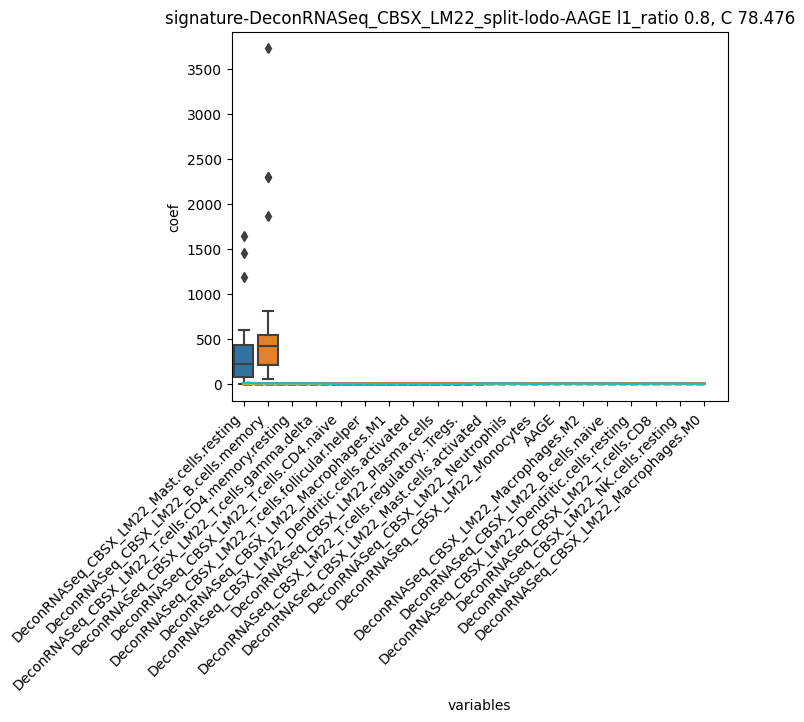 signature-DeconRNASeq_CBSX_LM22_split-lodo-AAGE l1_ratio 0.8, C 78.476
coef
3500
3000
2500
2000
1500
1000
500
0
DeconRNASeq_CBSX_LM22_Mast.cells.resting
DeconRNASeq_CBSX_LM22_B.cells.memory
DeconRNASeq_CBSX_LM22_T.cells.CD4.memory.resting
DeconRNASeq_CBSX_LM22_T.cells.gamma.delta
DeconRNASeq_CBSX_LM22_T.cells.CD4.naive
DeconRNASeq_CBSX_LM22_T.cells.follicular.helper
DeconRNASeq_CBSX_LM22_Macrophages.M1
DeconRNASeq_CBSX_LM22_Dendritic.cells.activated
DeconRNASeq_CBSX_LM22_Plasma.cells
DeconRNASeq_CBSX_LM22_T.cells.regulatory..Tregs.
DeconRNASeq_CBSX_LM22_Mast.cells.activated
DeconRNASeq_CBSX_LM22_Neutrophils
DeconRNASeq_CBSX_LM22_Monocytes
AAGE
DeconRNASeq_CBSX_LM22_Macrophages.M2
DeconRNASeq_CBSX_LM22_B.cells.naive
DeconRNASeq_CBSX_LM22_Dendritic.cells.resting
DeconRNASeq_CBSX_LM22_T.cells.CD8
DeconRNASeq_CBSX_LM22_NK.cells.resting
DeconRNASeq_CBSX_LM22_Macrophages.M0
variables